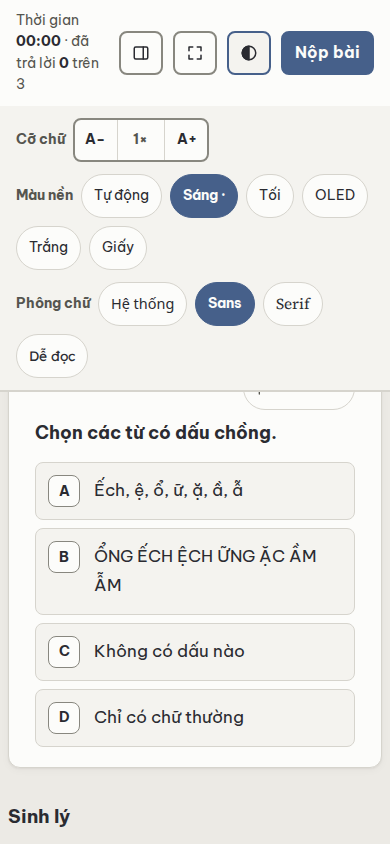 Thời gian
00:00 · đã
trả lời 0 trên
3
Nộp bài
Cỡ chữ A− 1× A+
Màu nền Tự động Sáng · Tối OLED
Trắng Giấy
Phông chữ Hệ thống Sans Serif
Dễ đọc
Chọn các từ có dấu chồng.
A Ếch, ệ, ổ, ữ, ặ, ầ, ẫ
B ỔNG ẾCH ỆCH ỮNG ẶC ẦM
ẪM
C Không có dấu nào
D Chỉ có chữ thường
Sinh lý